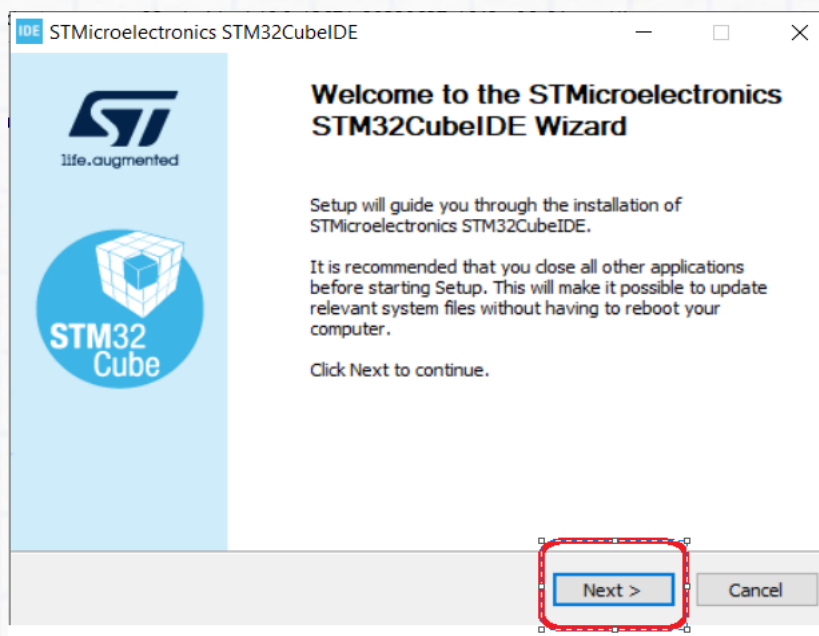 IDE STMicroelectronics STM32CubeIDE
ST
life.augmented
STM32
Cube
Welcome to the STMicroelectronics
STM32CubeIDE Wizard
Setup will guide you through the installation of
STMicroelectronics STM32CubeIDE.
It is recommended that you close all other applications
before starting Setup. This will make it possible to update
relevant system files without having to reboot your
computer.
Click Next to continue.
Next >
Cancel